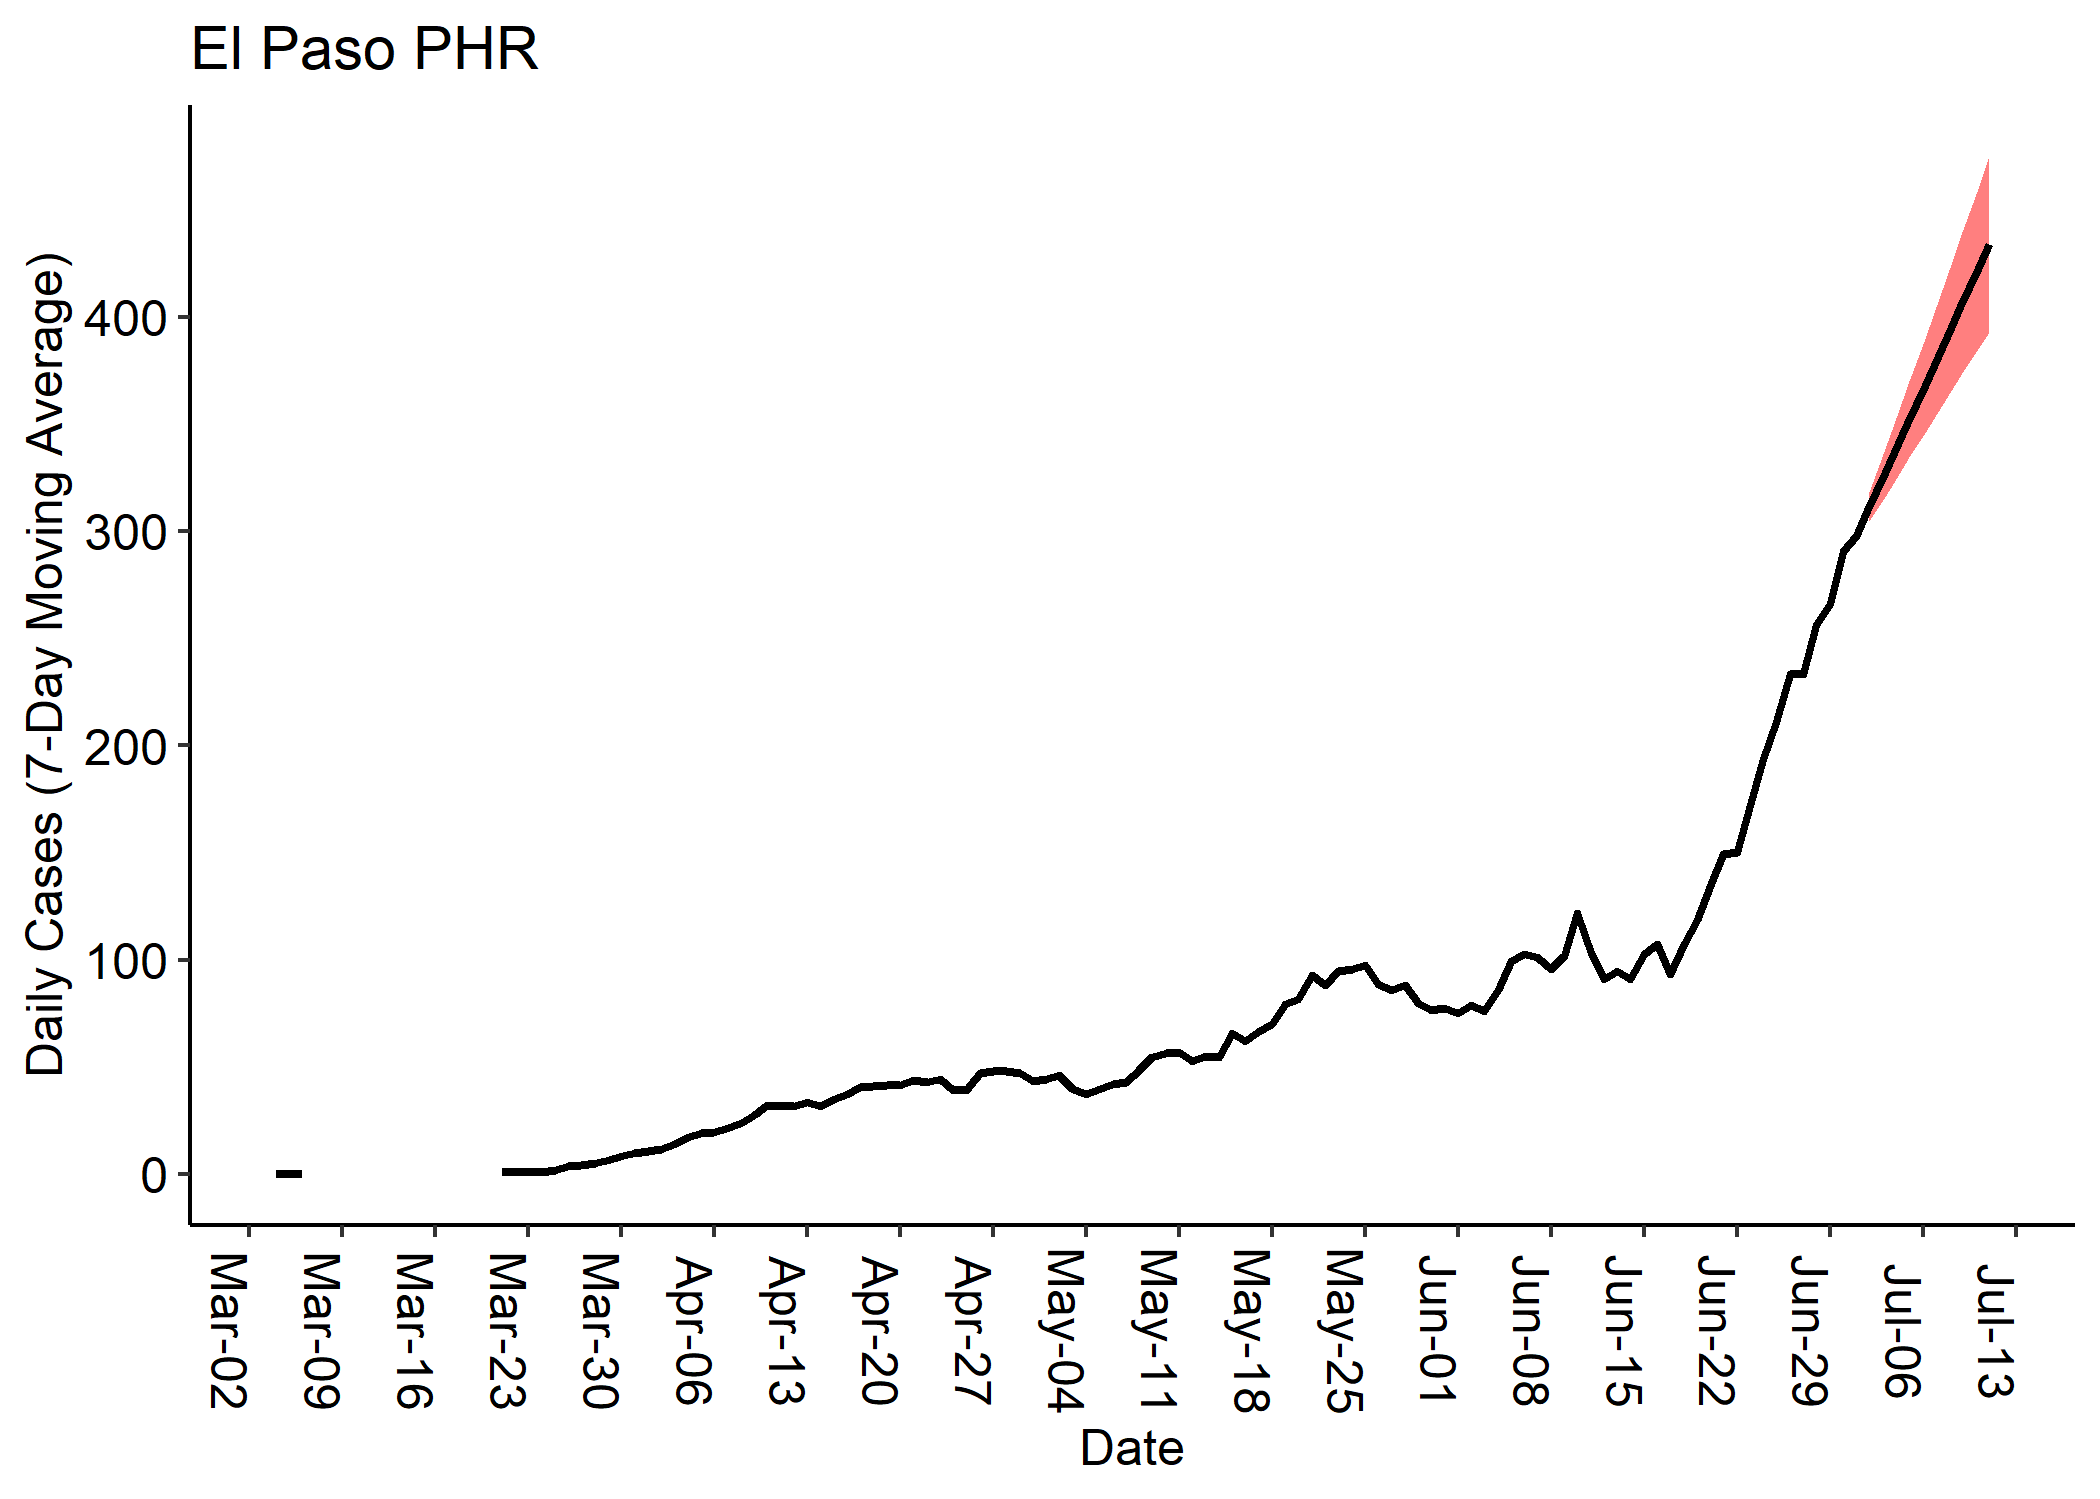 El Paso PHR
Daily Cases (7-Day Moving Average)
400
300
200
100
0
Mar-02
Mar-09
Mar-16
Mar-23
Mar-30
Apr-06
Apr-13
Apr-20
Apr-27
May-04
May-11
May-18
May-25
Jun-01
Jun-08
Jun-15
Jun-22
Jun-29
Jul-06
Jul-13
Date